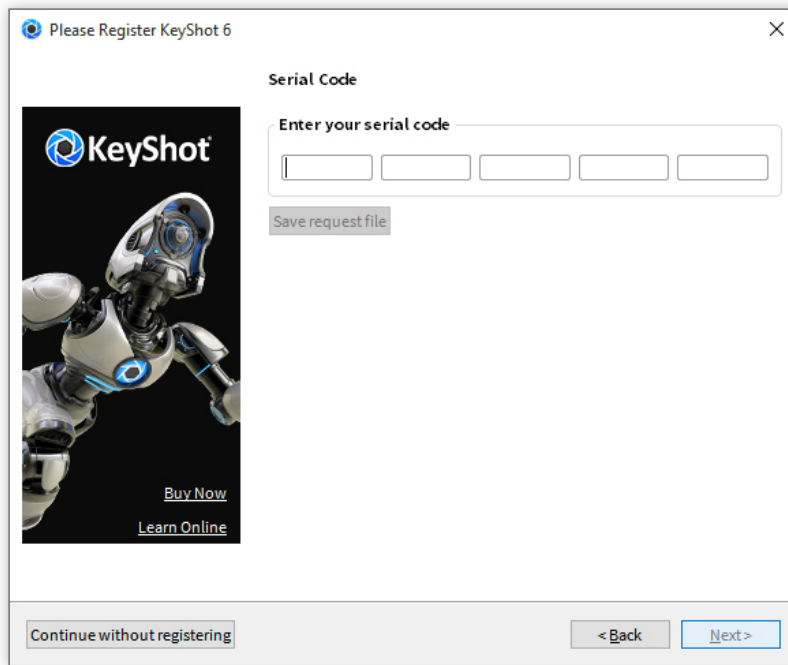 Please Register KeyShot 6
Serial Code
Enter your serial code
KeyShot®
Save request file
Buy Now
Learn Online
Continue without registering
< Back
Next >